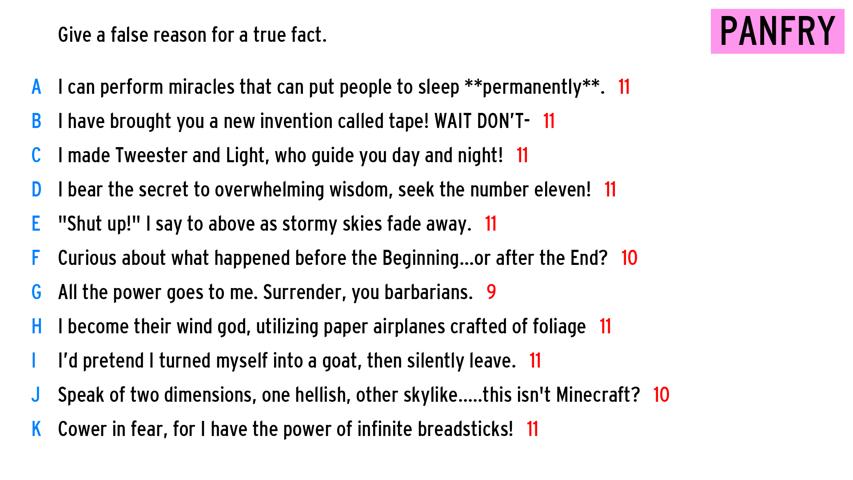 Give a false reason for a true fact.
PANFRY
A I can perform miracles that can put people to sleep **permanently**. 11
B I have brought you a new invention called tape! WAIT DON'T- 11
C I made Tweester and Light, who guide you day and night! 11
D I bear the secret to overwhelming wisdom, seek the number eleven! 11
E "Shut up!" I say to above as stormy skies fade away. 11
F Curious about what happened before the Beginning...or after the End? 10
G All the power goes to me. Surrender, you barbarians. 9
H I become their wind god, utilizing paper airplanes crafted of foliage 11
I I'd pretend I turned myself into a goat, then silently leave. 11
J Speak of two dimensions, one hellish, other skylike.....this isn't Minecraft? 10
K Cower in fear, for I have the power of infinite breadsticks! 11